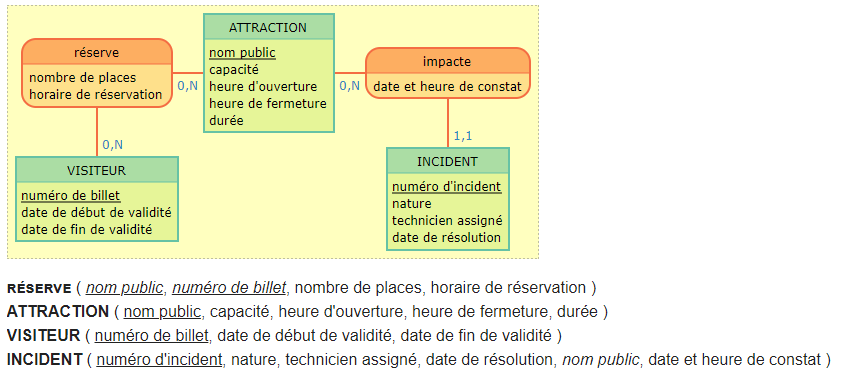 ATTRACTION
nom public
capacité
heure d'ouverture
heure de fermeture
durée
réserve
nombre de places
horaire de réservation
impacte
date et heure de constat
0,N
0,N
0,N
1,1
VISITEUR
numéro de billet
date de début de validité
date de fin de validité
INCIDENT
numéro d'incident
nature
technicien assigné
date de résolution
RÉSERVE ( nom public, numéro de billet, nombre de places, horaire de réservation )
ATTRACTION ( nom public, capacité, heure d'ouverture, heure de fermeture, durée )
VISITEUR ( numéro de billet, date de début de validité, date de fin de validité )
INCIDENT ( numéro d'incident, nature, technicien assigné, date de résolution, nom public, date et heure de constat )